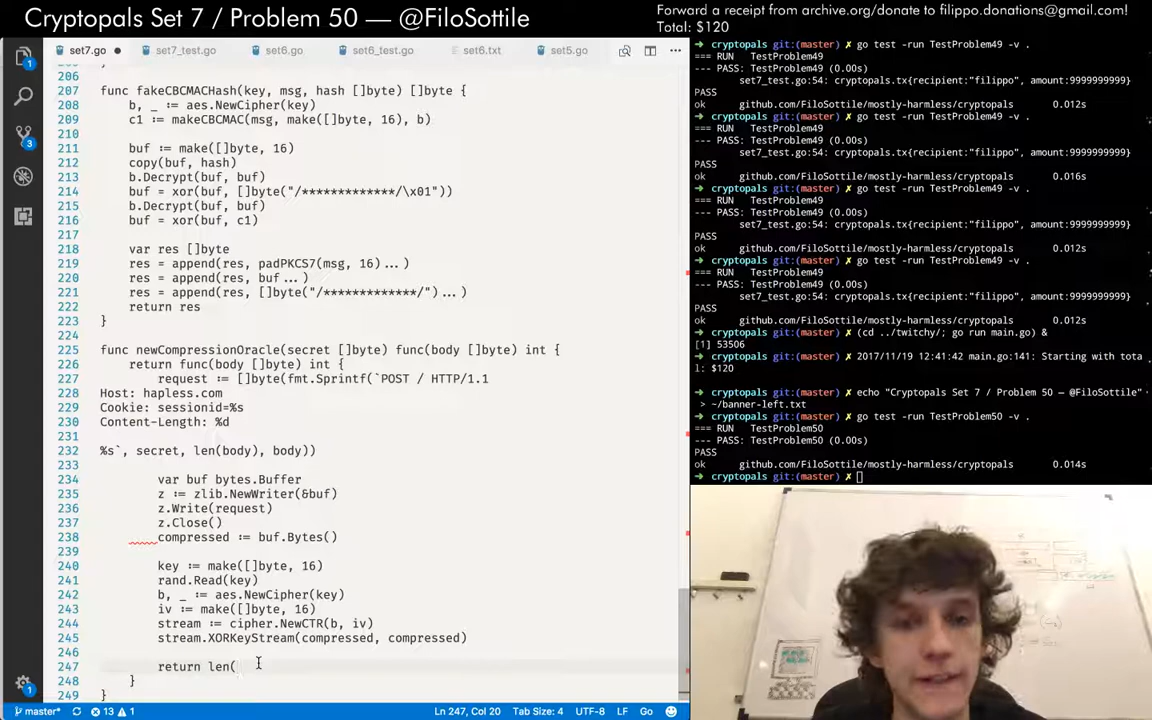 Cryptopals Set 7 / Problem 50 — @FiloSottile
Forward a receipt from archive.org/donate to filippo.donations@gmail.com!
Total: $120
set7.go
set7_test.go
set6.go
set6_test.go
set6.txt
set5.go
206
207 func fakeCBCMACHash(key, msg, hash []byte) []byte {
208 b, _ := aes.NewCipher(key)
209 c1 := makeCBCMAC(msg, make([]byte, 16), b)
210
211 buf := make([]byte, 16)
212 copy(buf, hash)
213 b.Decrypt(buf, buf)
214 buf = xor(buf, []byte("/*************/\x01"))
215 b.Decrypt(buf, buf)
216 buf = xor(buf, c1)
217
218 var res []byte
219 res = append(res, padPKCS7(msg, 16)...)
220 res = append(res, buf...)
221 res = append(res, []byte("/*************/")...)
222 return res
223 }
224
225 func newCompressionOracle(secret []byte) func(body []byte) int {
226 return func(body []byte) int {
227 request := []byte(fmt.Sprintf(`POST / HTTP/1.1
228 Host: hapless.com
229 Cookie: sessionid=%s
230 Content-Length: %d
231
232 %s`, secret, len(body), body))
233
234 var buf bytes.Buffer
235 z := zlib.NewWriter(&buf)
236 z.Write(request)
237 z.Close()
238 compressed := buf.Bytes()
239
240 key := make([]byte, 16)
241 rand.Read(key)
242 b, _ := aes.NewCipher(key)
243 iv := make([]byte, 16)
244 stream := cipher.NewCTR(b, iv)
245 stream.XORKeyStream(compressed, compressed)
246
247 return len(
248 }
249 }
master* 13 1 Ln 247, Col 20 Tab Size: 4 UTF-8 LF Go
➜ cryptopals git:(master) ✗ go test -run TestProblem49 -v .
=== RUN TestProblem49
--- PASS: TestProblem49 (0.00s)
set7_test.go:54: cryptopals.tx{recipient:"filippo", amount:9999999999}
PASS
ok github.com/FiloSottile/mostly-harmless/cryptopals 0.012s
➜ cryptopals git:(master) ✗ go test -run TestProblem49 -v .
=== RUN TestProblem49
--- PASS: TestProblem49 (0.00s)
set7_test.go:54: cryptopals.tx{recipient:"filippo", amount:9999999999}
PASS
ok github.com/FiloSottile/mostly-harmless/cryptopals 0.016s
➜ cryptopals git:(master) ✗ go test -run TestProblem49 -v .
=== RUN TestProblem49
--- PASS: TestProblem49 (0.00s)
set7_test.go:54: cryptopals.tx{recipient:"filippo", amount:9999999999}
PASS
ok github.com/FiloSottile/mostly-harmless/cryptopals 0.012s
➜ cryptopals git:(master) ✗ go test -run TestProblem49 -v .
=== RUN TestProblem49
--- PASS: TestProblem49 (0.00s)
set7_test.go:54: cryptopals.tx{recipient:"filippo", amount:9999999999}
PASS
ok github.com/FiloSottile/mostly-harmless/cryptopals 0.012s
➜ cryptopals git:(master) ✗ (cd ../twitchy/; go run main.go) &
[1] 53506
➜ cryptopals git:(master) ✗ 2017/11/19 12:41:42 main.go:141: Starting with tota
l: $120
➜ cryptopals git:(master) ✗ echo "Cryptopals Set 7 / Problem 50 — @FiloSottile"
> ~/banner-left.txt
➜ cryptopals git:(master) ✗ go test -run TestProblem50 -v .
=== RUN TestProblem50
--- PASS: TestProblem50 (0.00s)
PASS
ok github.com/FiloSottile/mostly-harmless/cryptopals 0.014s
➜ cryptopals git:(master) ✗